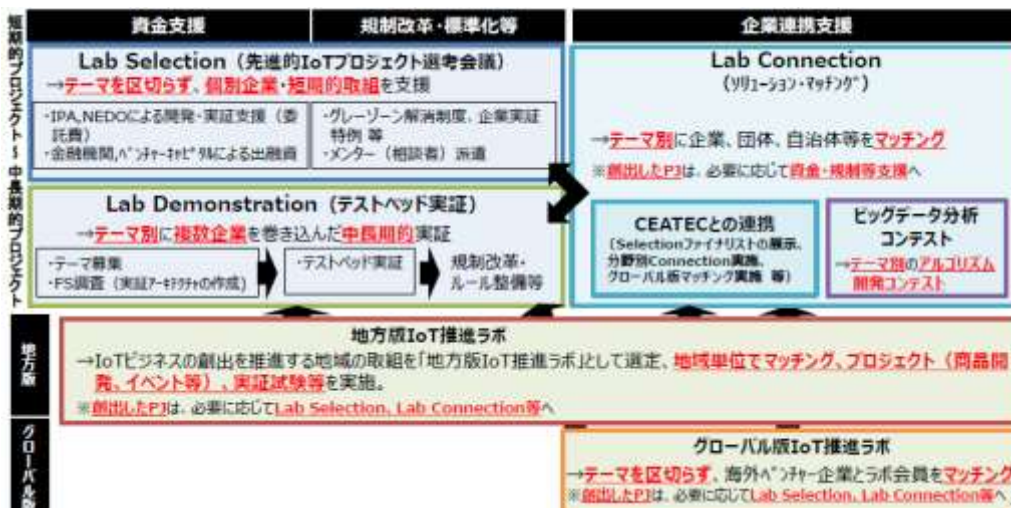 資金支援
規制改革・標準化等
企業連携支援
短期的プロジェクト~中長期的プロジェクト
Lab Selection（先進的IoTプロジェクト選考会議）
→テーマを区切らず、個別企業・短期的取組を支援
・IPA,NEDOによる開発・実証支援（委
託費）
・金融機関,ﾍﾞﾝﾁｬｰｷｬﾋﾟﾀﾙによる出融資
・グレーゾーン解消制度、企業実証
特例 等
・メンター（相談者）派遣
Lab Demonstration（テストベッド実証）
→テーマ別に複数企業を巻き込んだ中長期的実証
・テーマ募集
・FS調査（実証ｱｰｷﾃｸﾁｬの作成）
・テストベッド実証
規制改革・
ルール整備等
Lab Connection
(ｿﾘｭｰｼｮﾝ・ﾏｯﾁﾝｸﾞ)
→テーマ別に企業、団体、自治体等をマッチング
※創出したPJは、必要に応じて資金・規制等支援へ
CEATECとの連携
（Selectionファイナリストの展示、
分野別Connection実施、
グローバル版マッチング実施 等）
ビッグデータ分析
コンテスト
→テーマ別のアルゴリズム
開発コンテスト
地方版
地方版IoT推進ラボ
→IoTビジネスの創出を推進する地域の取組を「地方版IoT推進ラボ」として選定、地域単位でマッチング、プロジェクト（商品開
発、イベント等）、実証試験等を実施。
※創出したPJは、必要に応じてLab Selection、Lab Connection等へ
グローバル版
グローバル版IoT推進ラボ
→テーマを区切らず、海外ﾍﾞﾝﾁｬｰ企業とラボ会員をマッチング
※創出したPJは、必要に応じてLab Selection、Lab Connection等へ